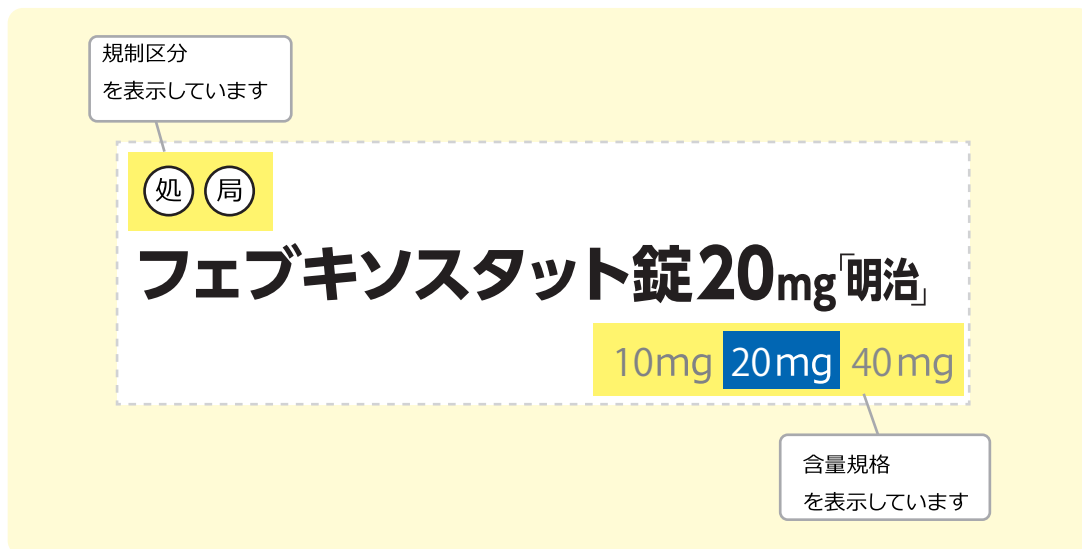 規制区分
を表示しています
処 局
フェブキソスタット錠20mg「明治」
10mg 20mg 40mg
含量規格
を表示しています